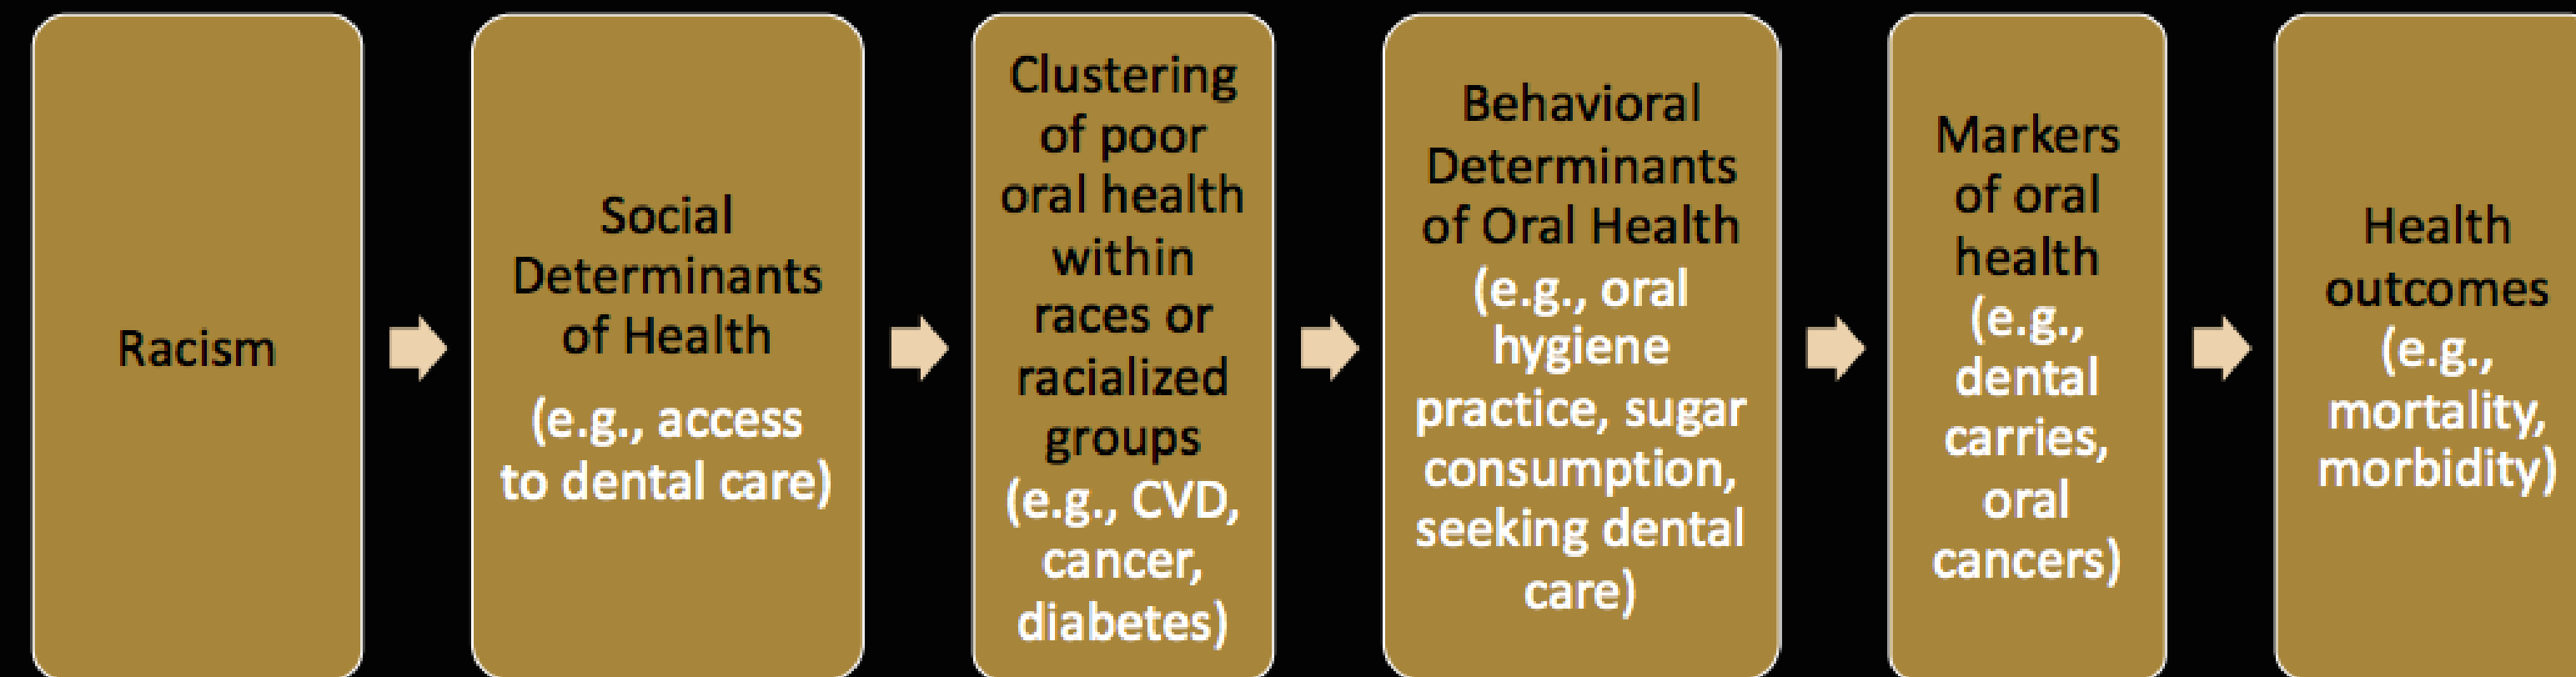 Racism
Social
Determinants
of Health
(e.g., access
to dental care)
Clustering
of poor
oral health
within
races or
racialized
groups
(e.g., CVD,
cancer,
diabetes)
Behavioral
Determinants
of Oral Health
(e.g., oral
hygiene
practice, sugar
consumption,
seeking dental
care)
Markers
of oral
health
(e.g.,
dental
carries,
oral
cancers)
Health
outcomes
(e.g.,
mortality,
morbidity)